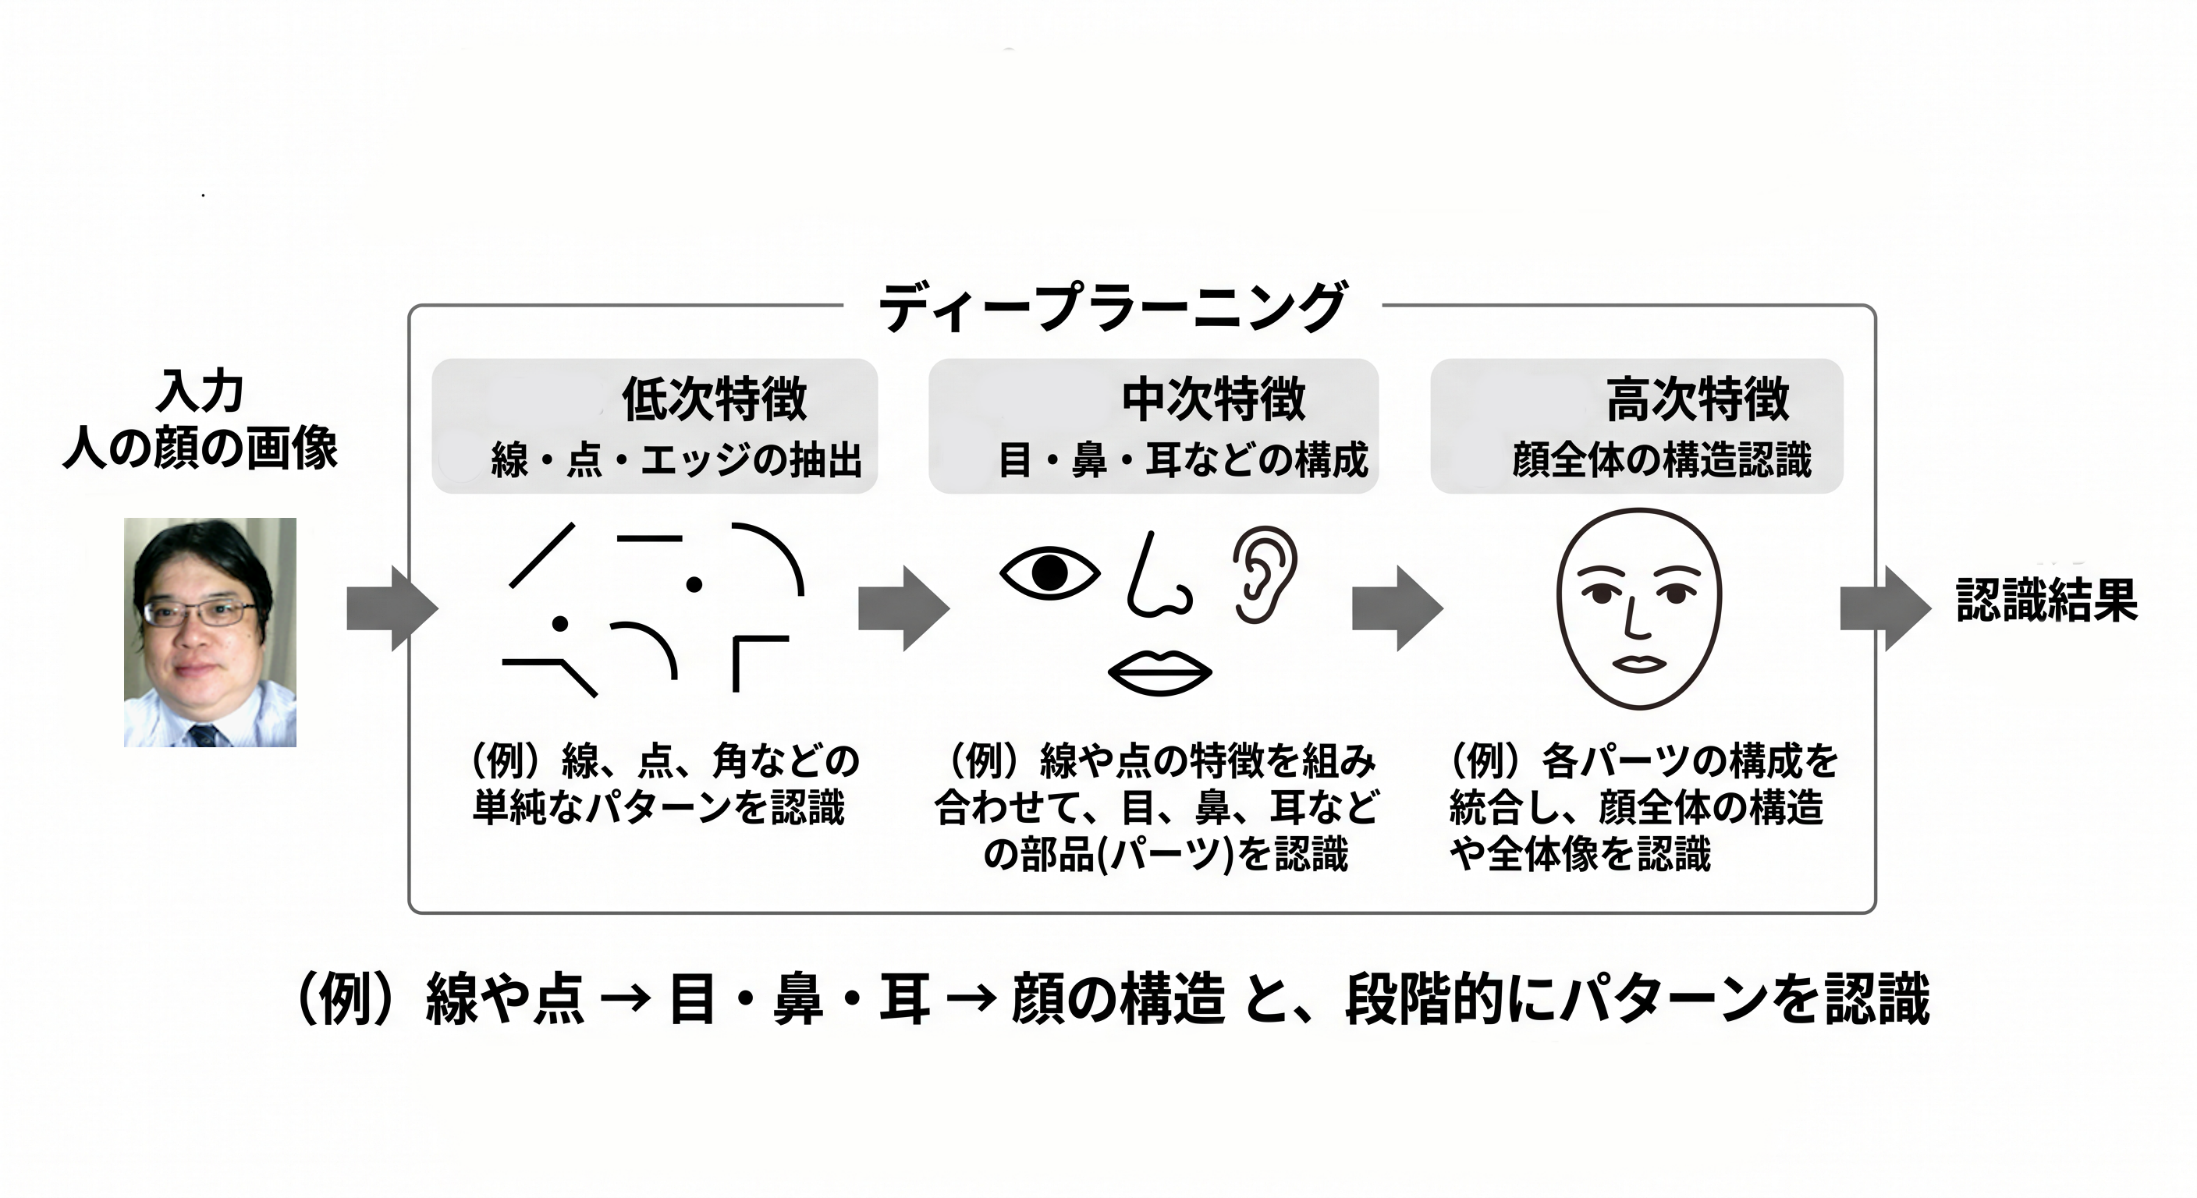 ディープラーニング
入力
人の顔の画像
低次特徴
線・点・エッジの抽出
（例）線、点、角などの
単純なパターンを認識
中次特徴
目・鼻・耳などの構成
（例）線や点の特徴を組み
合わせて、目、鼻、耳など
の部品(パーツ)を認識
高次特徴
顔全体の構造認識
（例）各パーツの構成を
統合し、顔全体の構造
や全体像を認識
認識結果
（例）線や点 → 目・鼻・耳 → 顔の構造 と、段階的にパターンを認識